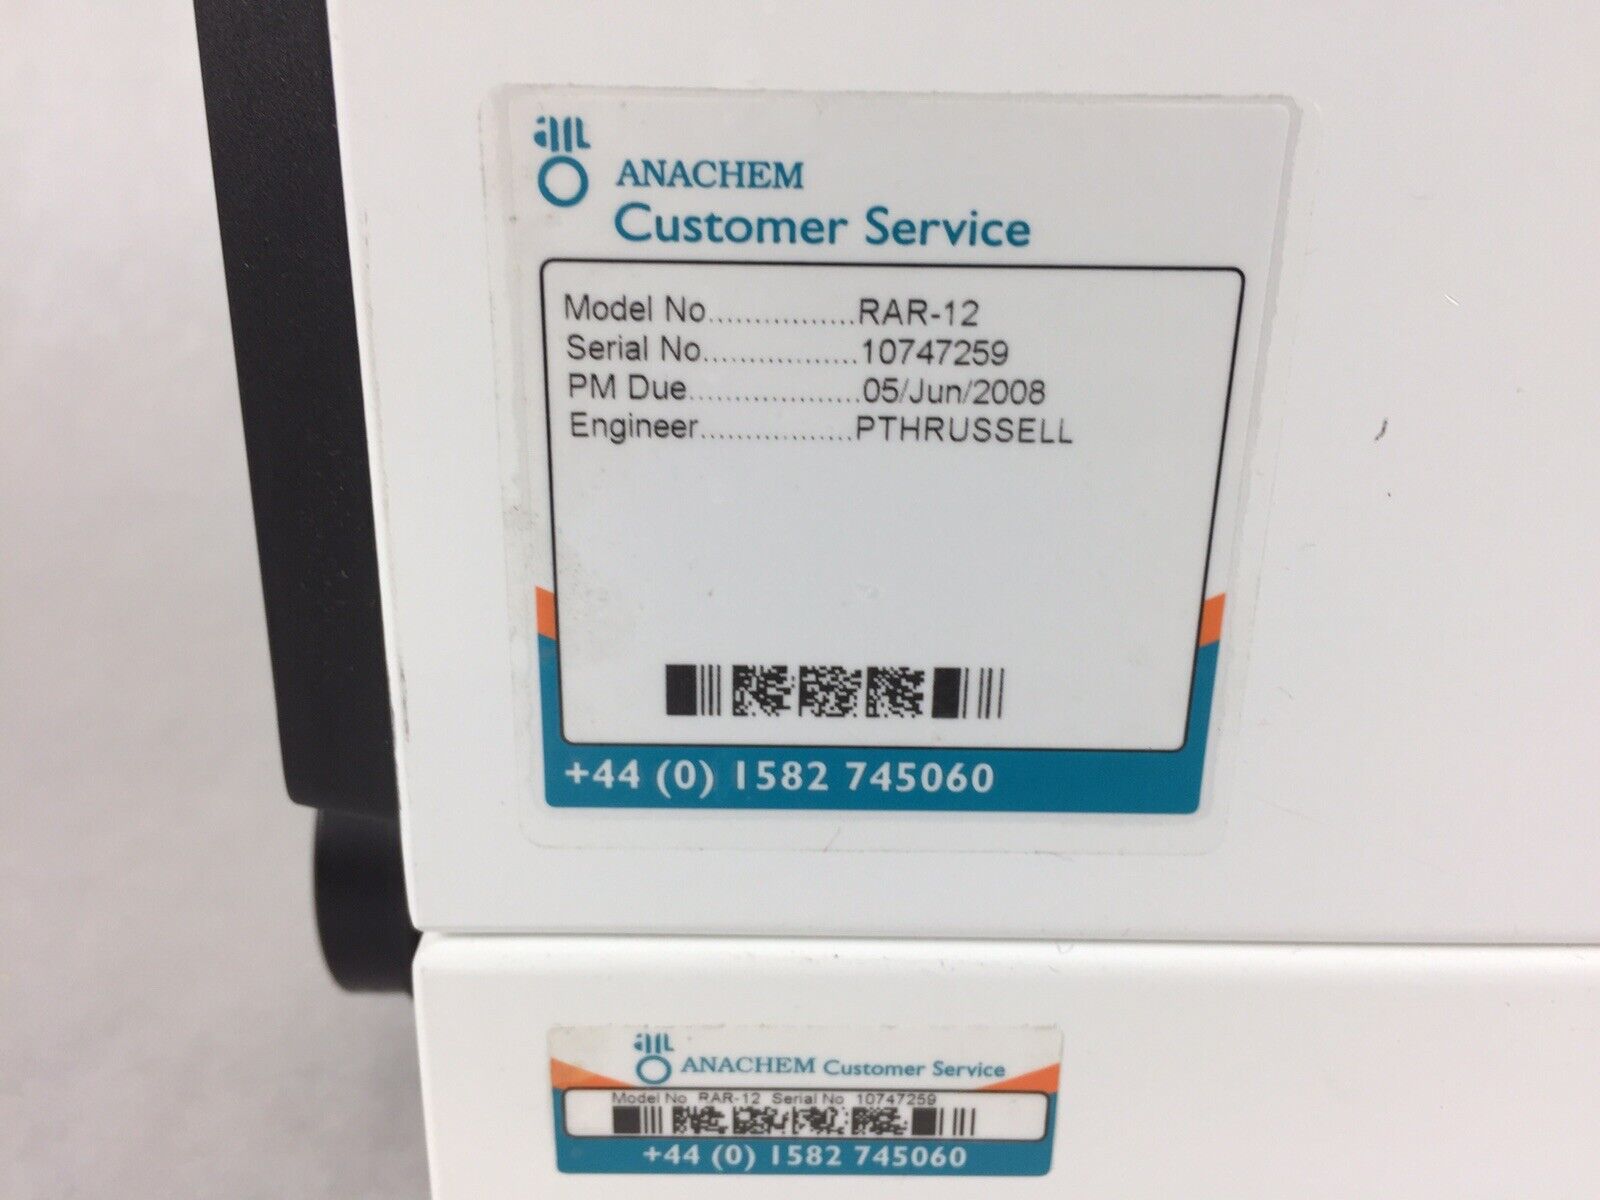 ANACHEM
Customer Service
Model No................RAR-12
Serial No.................10747259
PM Due...................05/Jun/2008
Engineer.................PTHRUSSELL
+44 (0) 1582 745060
ANACHEM Customer Service
Model No RAR-12 Serial No 10747259
+44 (0) 1582 745060